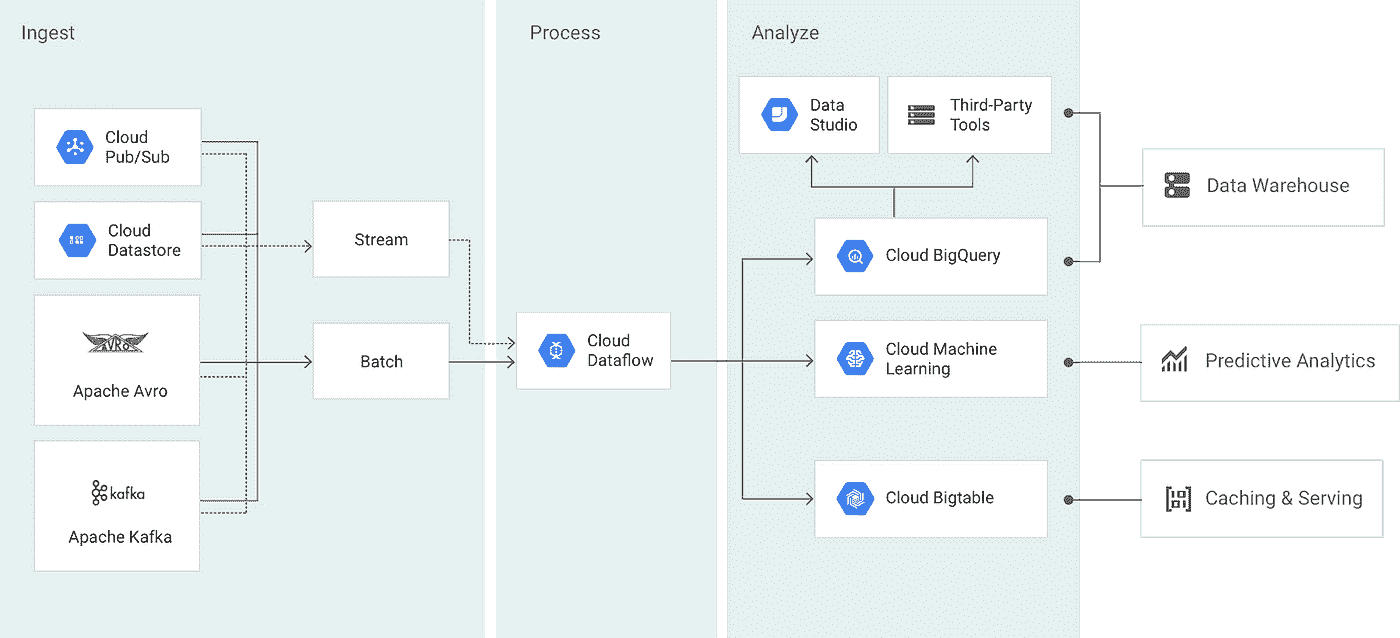 Ingest
Process
Analyze
Cloud
Pub/Sub
Cloud
Datastore
AVRO
Apache Avro
kafka
Apache Kafka
Stream
Batch
Cloud
Dataflow
Data
Studio
Third-Party
Tools
Cloud BigQuery
Cloud Machine
Learning
Cloud Bigtable
Data Warehouse
Predictive Analytics
Caching & Serving